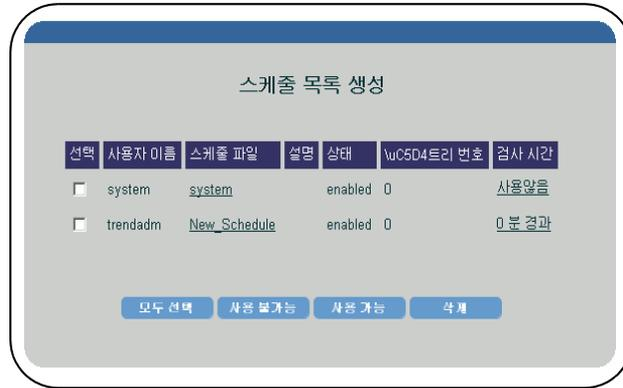 스케줄 목록 생성
선택 사용자 이름 스케줄 파일 설명 상태 \uC5D4트리 번호 검사 시간
system system enabled 0 사용않음
trendadm New_Schedule enabled 0 0 분 경과
모두 선택 사용 불가능 사용 가능 삭제